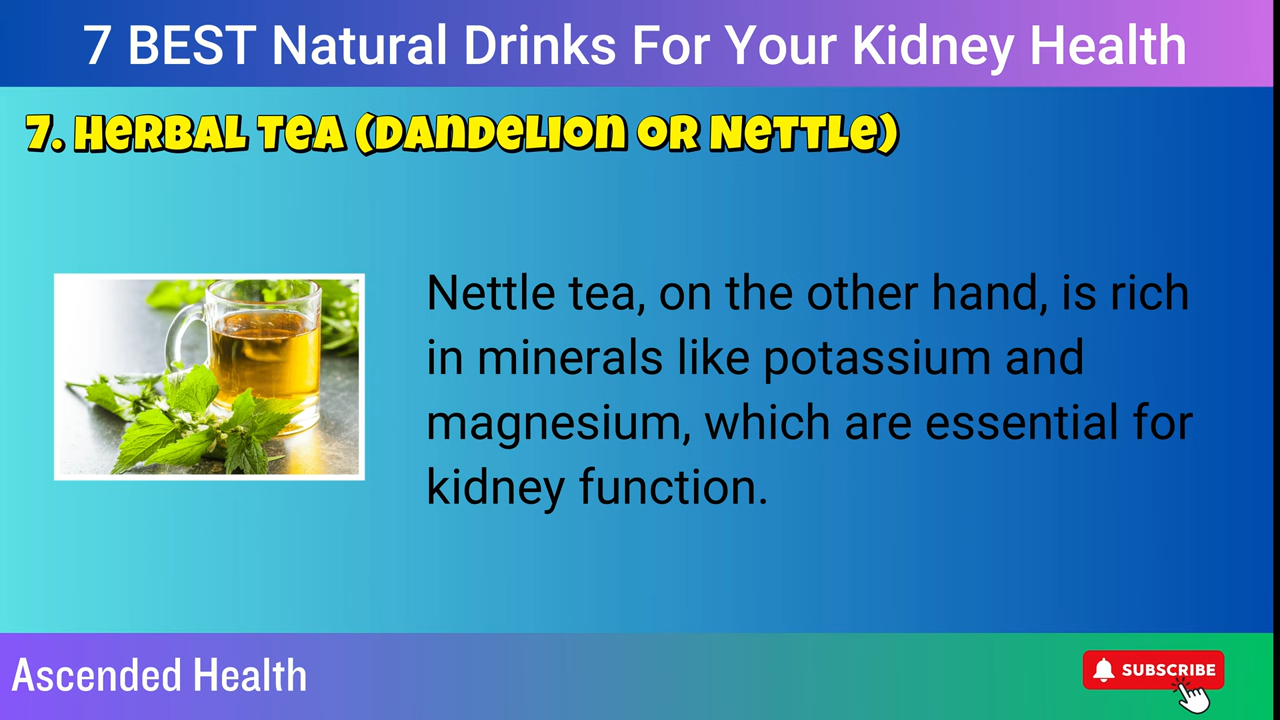 7 BEST Natural Drinks For Your Kidney Health
7. HERBAL TEA (DANDELION OR NETTLE)
Nettle tea, on the other hand, is rich
in minerals like potassium and
magnesium, which are essential for
kidney function.
Ascended Health
SUBSCRIBE